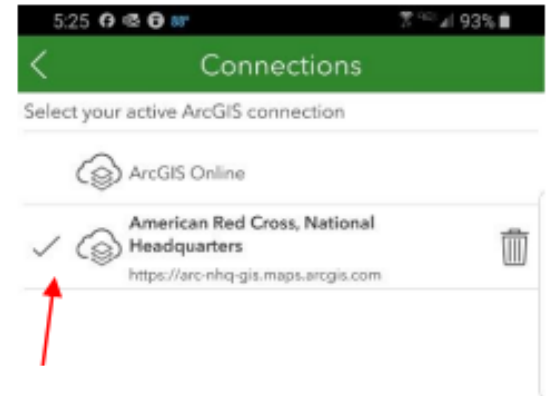 5:25 88° 93%
Connections
Select your active ArcGIS connection
ArcGIS Online
American Red Cross, National
Headquarters
https://arc-nhq-gis.maps.arcgis.com